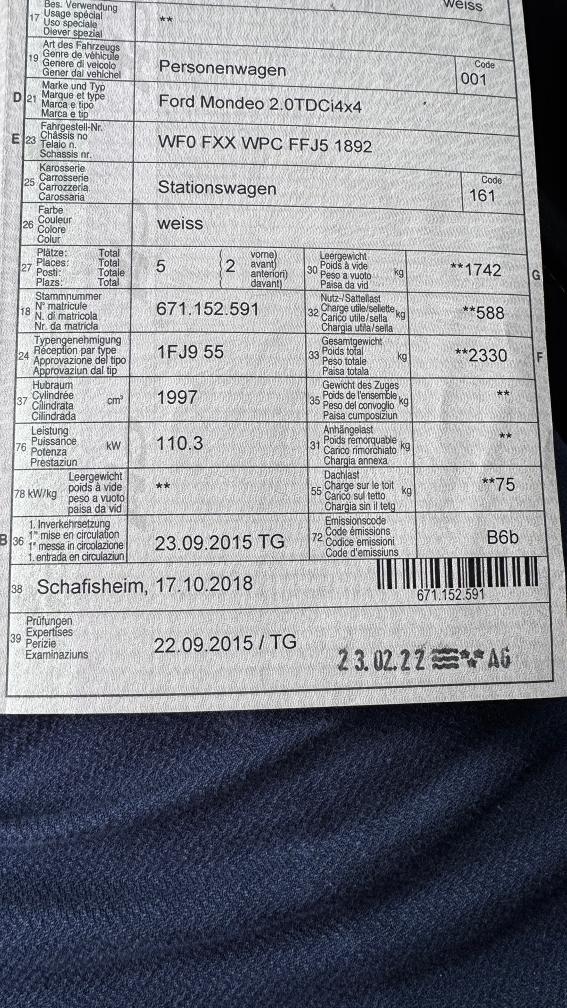 weiss
17 Bes. Verwendung
Usage spécial
Uso speciale
Diever spezial
**
19 Art des Fahrzeugs
Genre de véhicule
Genere di veicolo
Gener dal vehichel
Personenwagen
Code
001
D 21 Marke und Typ
Marque et type
Marca e tipo
Marca e tip
Ford Mondeo 2.0TDCi4x4
E 23 Fahrgestell-Nr.
Châssis no
Telaio n.
Schassis nr.
WF0 FXX WPC FFJ5 1892
25 Karosserie
Carrosserie
Carrozzeria
Carossaria
Stationswagen
Code
161
26 Farbe
Couleur
Colore
Colur
weiss
27 Plätze: Total
Places: Total
Posti: Totale
Plazs: Total
5
( 2 vorne)
avant)
anteriori)
davant)
30 Leergewicht
Poids à vide
Peso a vuoto
Paisa da vid
kg
**1742
G
18 Stammnummer
N° matricule
N. di matricola
Nr. da matricla
671.152.591
32 Nutz-/Sattellast
Charge utile/sellette
Carico utile/sella
Chargia utila/sella
kg
**588
24 Typengenehmigung
Réception par type
Approvazione del tipo
Approvaziun dal tip
1FJ9 55
33 Gesamtgewicht
Poids total
Peso totale
Paisa totala
kg
**2330
F
37 Hubraum
Cylindrée
Cilindrata
Cilindrada
cm³
1997
35 Gewicht des Zuges
Poids de l'ensemble
Peso del convoglio
Paisa cumposiziun
kg
**
76 Leistung
Puissance
Potenza
Prestaziun
kW
110.3
31 Anhängelast
Poids remorquable
Carico rimorchiato
Chargia annexa
kg
**
78 kW/kg Leergewicht
poids à vide
peso a vuoto
paisa da vid
**
55 Dachlast
Charge sur le toit
Carico sul tetto
Chargia sin il tetg
kg
**75
B 36 1. Inverkehrsetzung
1re mise en circulation
1a messa in circolazione
1. entrada en circulaziun
23.09.2015 TG
72 Emissionscode
Code émissions
Codice emissioni
Code d'emissiuns
B6b
38 Schafisheim, 17.10.2018
671.152.591
39 Prüfungen
Expertises
Perizie
Examinaziuns
22.09.2015 / TG
23.02.22 AG